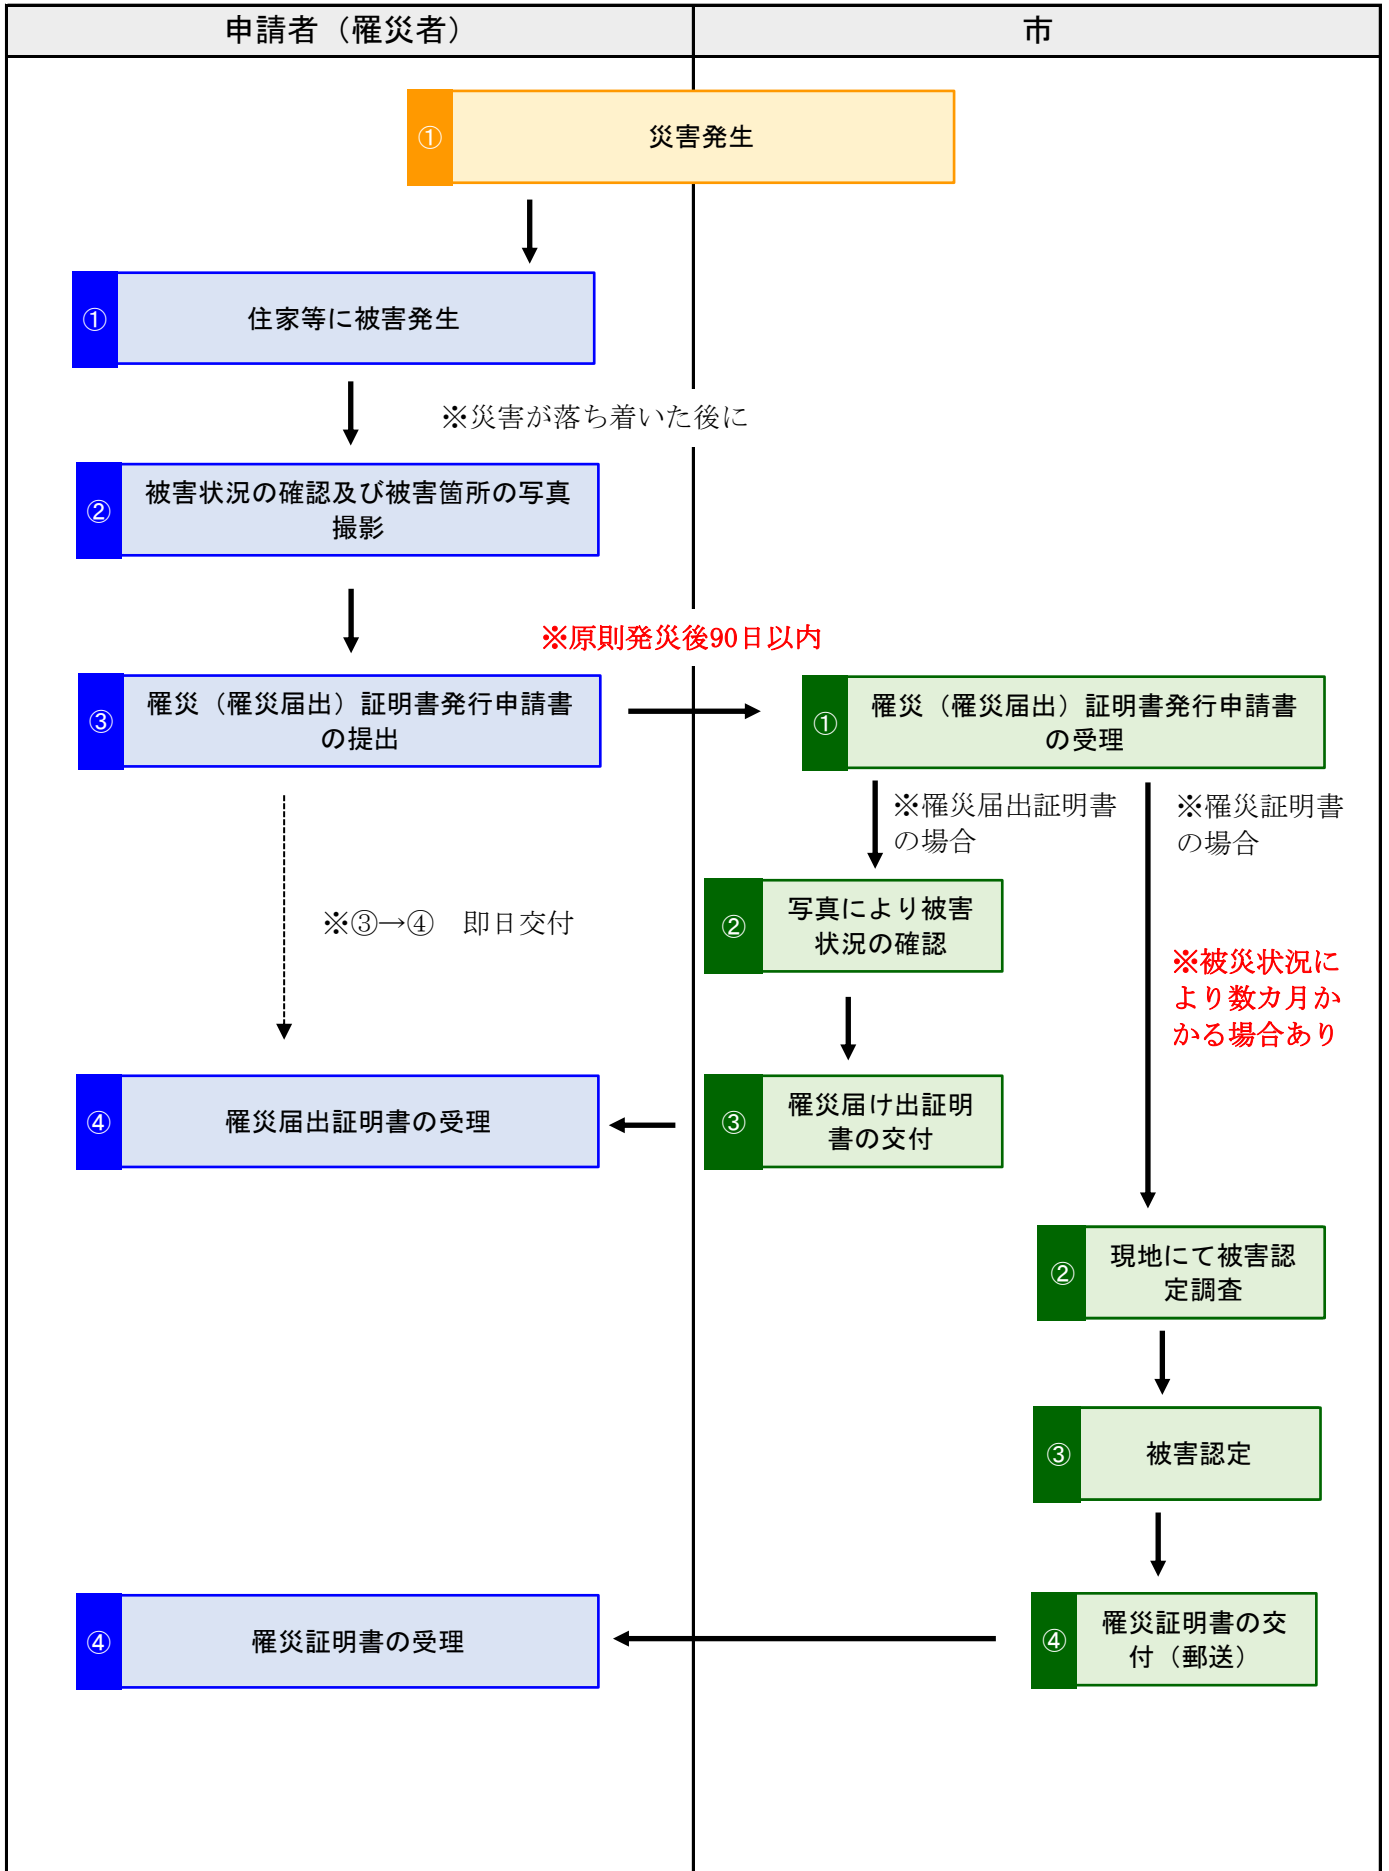 申請者（罹災者）
市
① 災害発生
① 住家等に被害発生
※災害が落ち着いた後に
② 被害状況の確認及び被害箇所の写真
撮影
※原則発災後90日以内
③ 罹災（罹災届出）証明書発行申請書
の提出
① 罹災（罹災届出）証明書発行申請書
の受理
※罹災届出証明書
の場合
※罹災証明書
の場合
② 写真により被害
状況の確認
※③→④　即日交付
※被災状況に
より数カ月か
かる場合あり
④ 罹災届出証明書の受理
③ 罹災届け出証明
書の交付
② 現地にて被害認
定調査
③ 被害認定
④ 罹災証明書の受理
④ 罹災証明書の交
付（郵送）